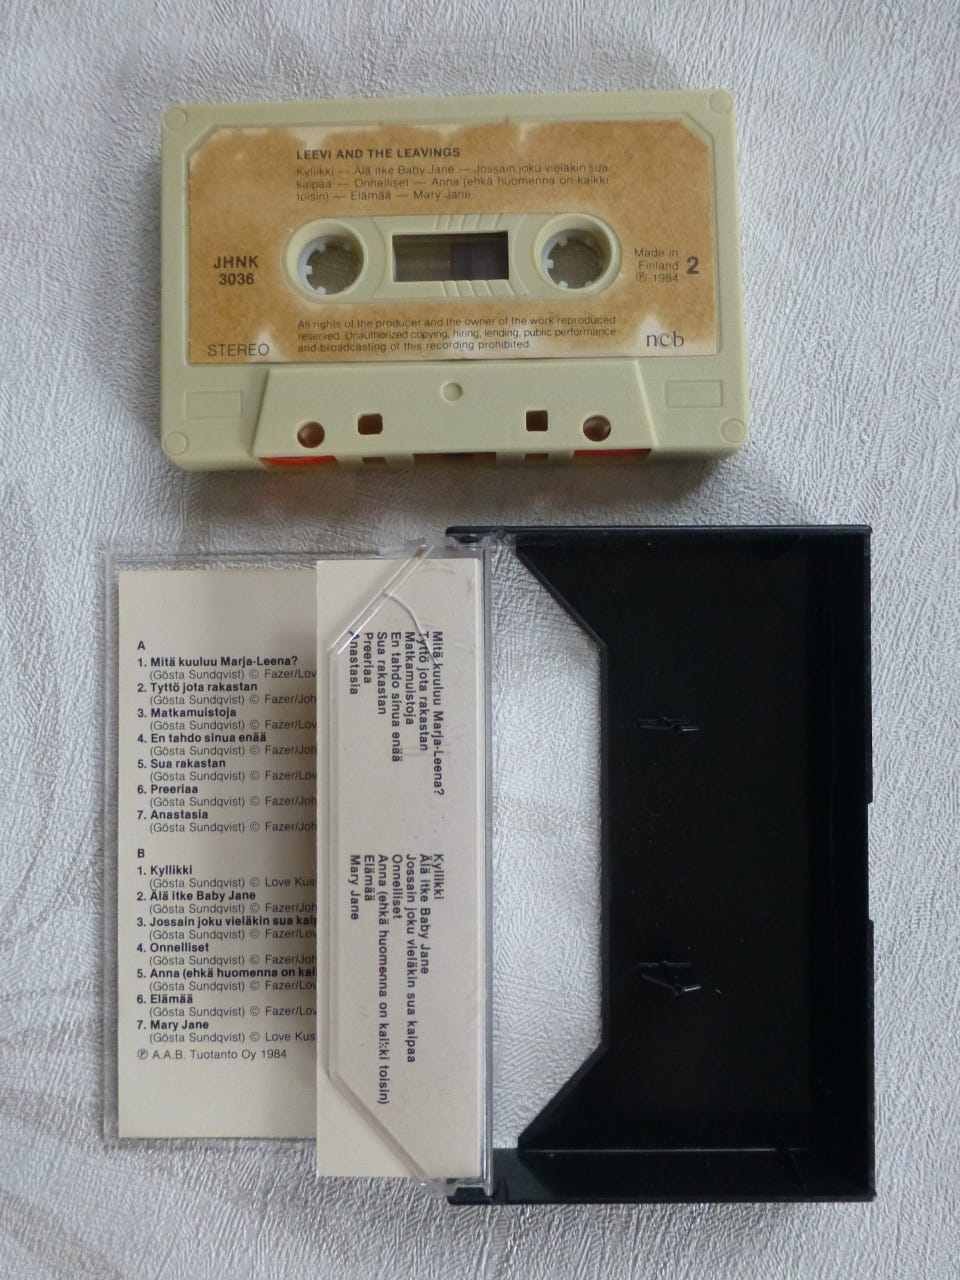 LEEVI AND THE LEAVINGS
Kyllikki — Älä itke Baby Jane — Jossain joku vieläkin sua
kaipaa — Onnelliset — Anna (ehkä huomenna on kaikki
toisin) — Elämää — Mary Jane
JHNK
3036
Made in
Finland
℗ 1984
2
All rights of the producer and the owner of the work reproduced
reserved. Unauthorized copying, hiring, lending, public performance
and broadcasting of this recording prohibited.
STEREO
ncb
A
1. Mitä kuuluu Marja-Leena?
(Gösta Sundqvist) © Fazer/Lov
2. Tyttö jota rakastan
(Gösta Sundqvist) © Fazer/Joh
3. Matkamuistoja
(Gösta Sundqvist) © Fazer/Lov
4. En tahdo sinua enää
(Gösta Sundqvist) © Fazer/Joh
5. Sua rakastan
(Gösta Sundqvist) © Fazer/Lov
6. Preeriaa
(Gösta Sundqvist) © Fazer/Joh
7. Anastasia
(Gösta Sundqvist) © Fazer/Joh
B
1. Kyllikki
(Gösta Sundqvist) © Love Kus
2. Älä itke Baby Jane
(Gösta Sundqvist) © Fazer/Joh
3. Jossain joku vieläkin sua kaip
(Gösta Sundqvist) © Fazer/Lov
4. Onnelliset
(Gösta Sundqvist) © Fazer/Joh
5. Anna (ehkä huomenna on kai
(Gösta Sundqvist) © Fazer/Lov
6. Elämää
(Gösta Sundqvist) © Fazer/Lov
7. Mary Jane
(Gösta Sundqvist) © Love Kus
℗ A.A.B. Tuotanto Oy 1984
Mitä kuuluu Marja-Leena?
Tyttö jota rakastan
Matkamuistoja
En tahdo sinua enää
Sua rakastan
Preeriaa
Anastasia
Kyllikki
Älä itke Baby Jane
Jossain joku vieläkin sua kaipaa
Onnelliset
Anna (ehkä huomenna on kaikki toisin)
Elämää
Mary Jane